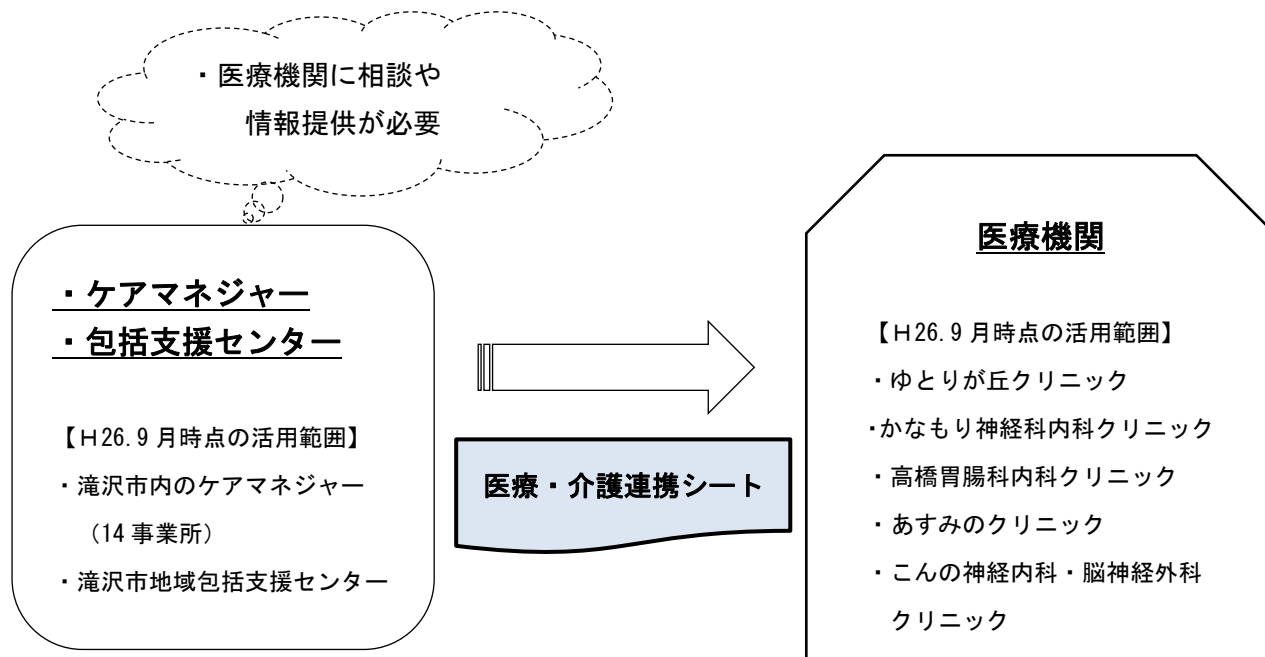 ・医療機関に相談や
情報提供が必要
・ケアマネジャー
・包括支援センター
【H26.9月時点の活用範囲】
・滝沢市内のケアマネジャー
（14事業所）
・滝沢市地域包括支援センター
医療・介護連携シート
医療機関
【H26.9月時点の活用範囲】
・ゆとりが丘クリニック
・かなもり神経科内科クリニック
・高橋胃腸科内科クリニック
・あすみのクリニック
・こんの神経内科・脳神経外科
クリニック